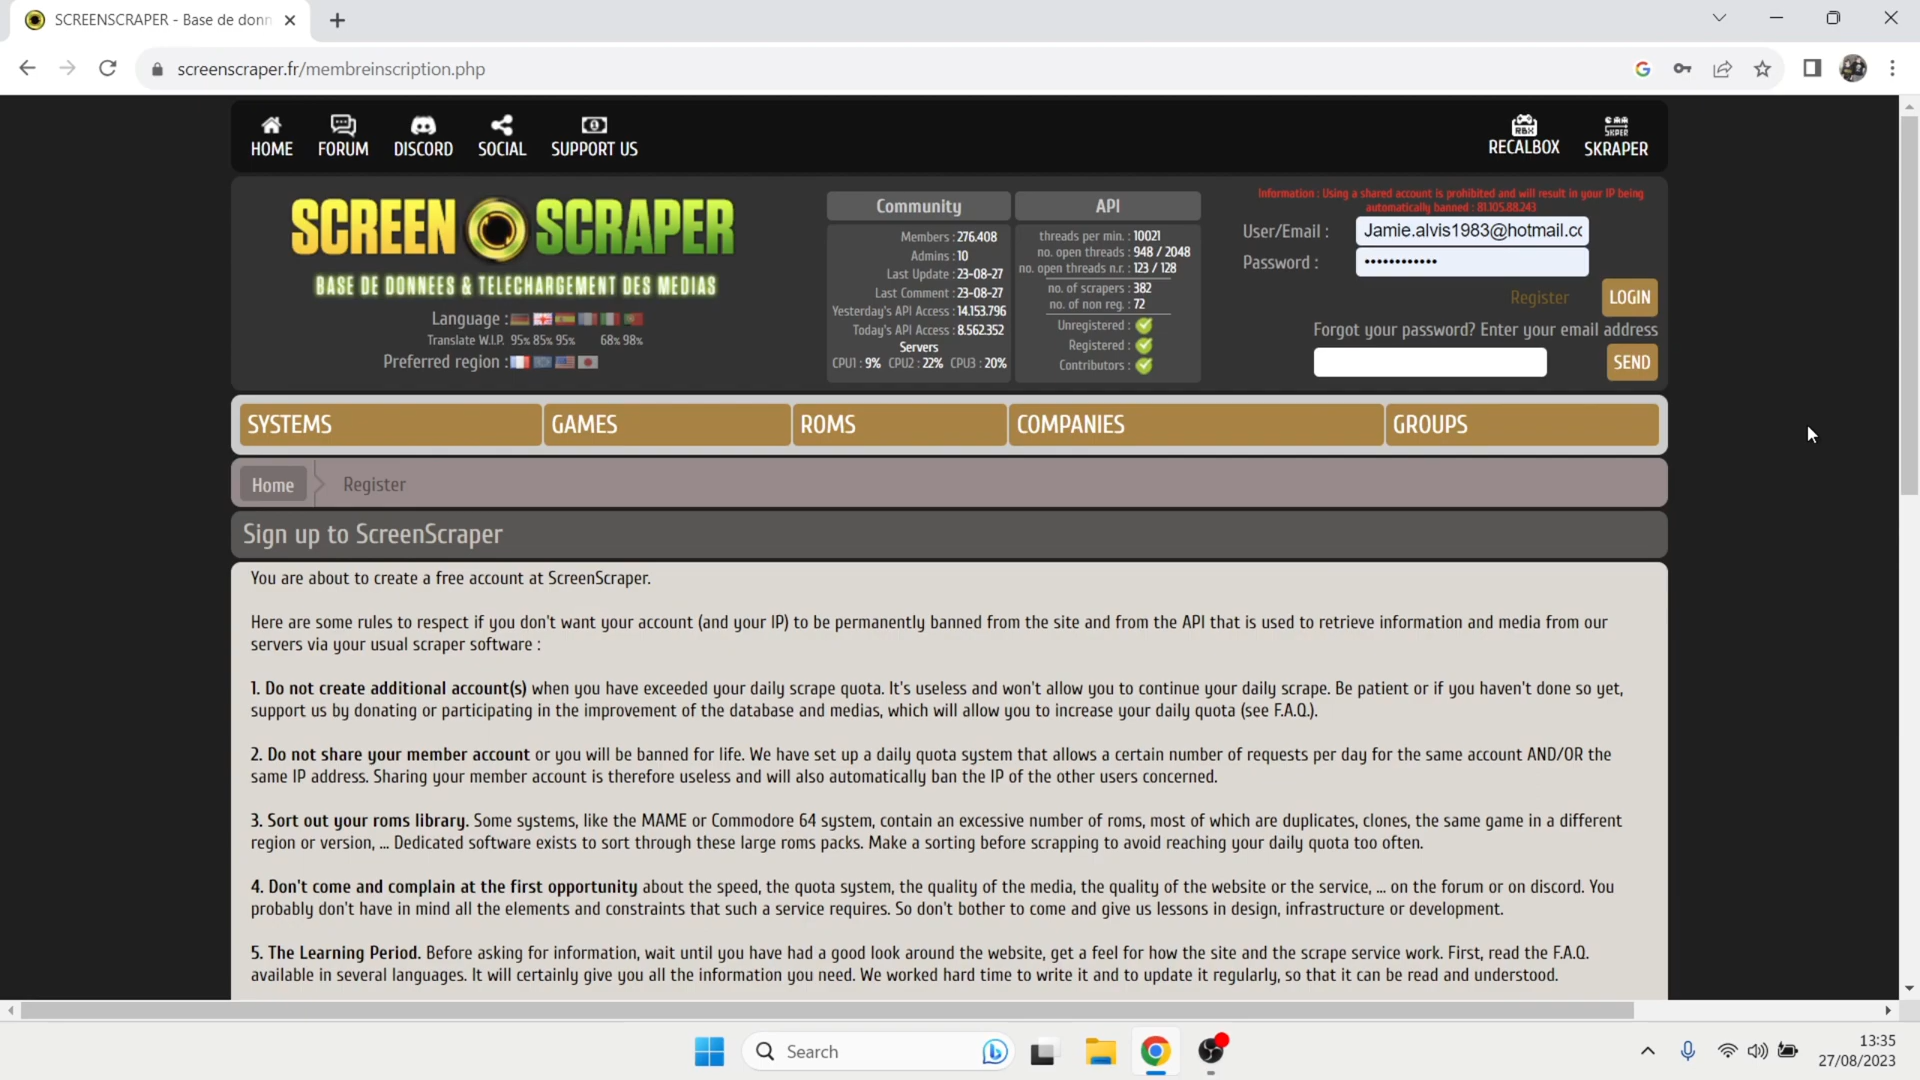 SCREENSCRAPER - Base de donn
screenscraper.fr/membreinscription.php
HOME FORUM DISCORD SOCIAL SUPPORT US RECALBOX SKRAPER
Information : Using a shared account is prohibited and will result in your IP being
automatically banned : 81.105.88.243
SCREEN SCRAPER
BASE DE DONNEES & TELECHARGEMENT DES MEDIAS
Language :
Translate W.I.P. 95% 85% 95% 68% 98%
Preferred region :
Community
Members : 276.408
Admins : 10
Last Update : 23-08-27
Last Comment : 23-08-27
Yesterday's API Access : 14.153.796
Today's API Access : 8.562.352
Servers
CPU1 : 9% CPU2 : 22% CPU3 : 20%
API
threads per min. : 10021
no. open threads : 948 / 2048
no. open threads n.r. : 123 / 128
no. of scrapers : 382
no. of non reg. : 72
Unregistered :
Registered :
Contributors :
User/Email : Jamie.alvis1983@hotmail.cc
Password : ••••••••••••
Register LOGIN
Forgot your password? Enter your email address
SEND
SYSTEMS GAMES ROMS COMPANIES GROUPS
Home Register
Sign up to ScreenScraper
You are about to create a free account at ScreenScraper.
Here are some rules to respect if you don't want your account (and your IP) to be permanently banned from the site and from the API that is used to retrieve information and media from our
servers via your usual scraper software :
1. Do not create additional account(s) when you have exceeded your daily scrape quota. It's useless and won't allow you to continue your daily scrape. Be patient or if you haven't done so yet,
support us by donating or participating in the improvement of the database and medias, which will allow you to increase your daily quota (see F.A.Q.).
2. Do not share your member account or you will be banned for life. We have set up a daily quota system that allows a certain number of requests per day for the same account AND/OR the
same IP address. Sharing your member account is therefore useless and will also automatically ban the IP of the other users concerned.
3. Sort out your roms library. Some systems, like the MAME or Commodore 64 system, contain an excessive number of roms, most of which are duplicates, clones, the same game in a different
region or version, ... Dedicated software exists to sort through these large roms packs. Make a sorting before scrapping to avoid reaching your daily quota too often.
4. Don't come and complain at the first opportunity about the speed, the quota system, the quality of the media, the quality of the website or the service, ... on the forum or on discord. You
probably don't have in mind all the elements and constraints that such a service requires. So don't bother to come and give us lessons in design, infrastructure or development.
5. The Learning Period. Before asking for information, wait until you have had a good look around the website, get a feel for how the site and the scrape service work. First, read the F.A.Q.
available in several languages. It will certainly give you all the information you need. We worked hard time to write it and to update it regularly, so that it can be read and understood.
Search
13:35
27/08/2023